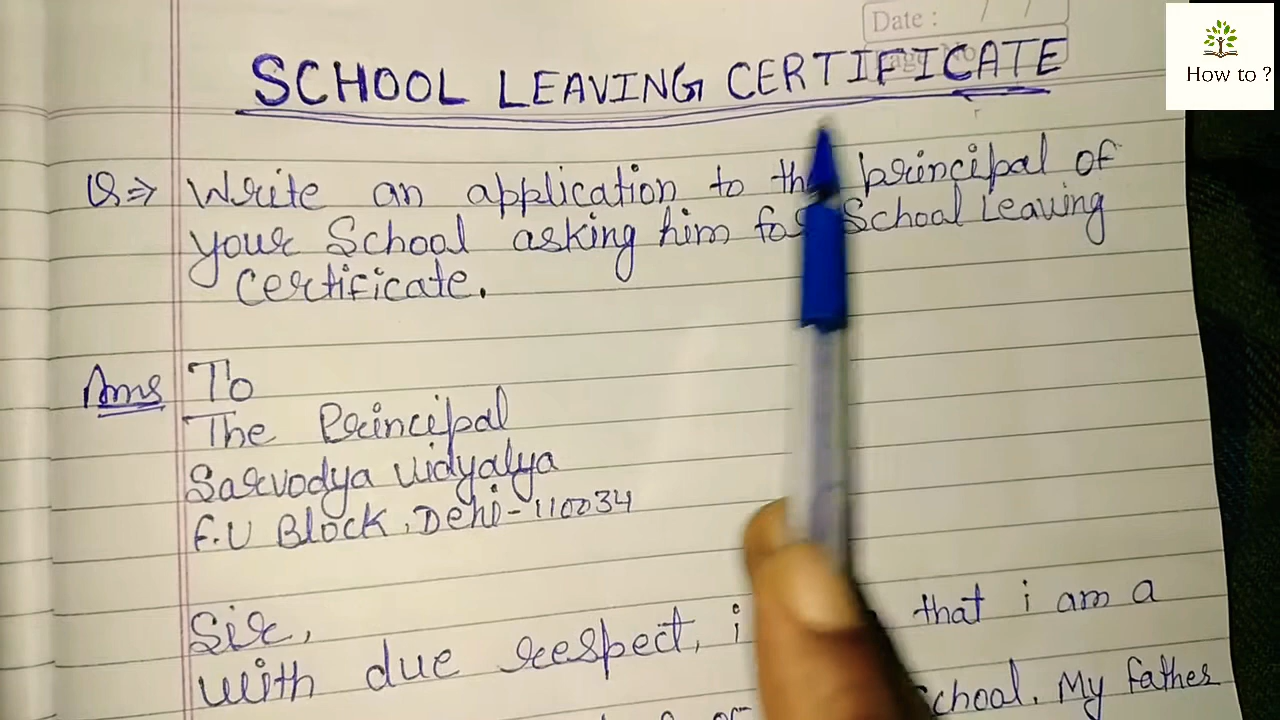 Date : / /
How to ?
SCHOOL LEAVING CERTIFICATE
Q⇒ Write an application to the principal of
your School asking him for School Leaving
Certificate.
Ans To
The Principal
Sarvodya Vidyalya
F.U Block, Dehi-110034
Sir,
with due respect, i that i am a
school. My father